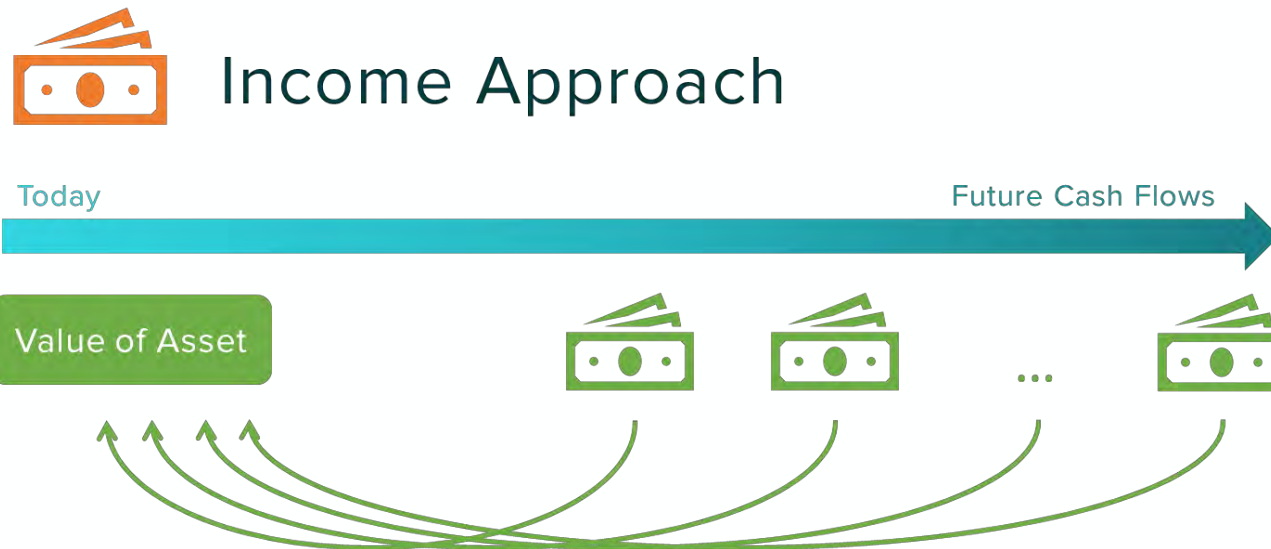 Income Approach
Today
Future Cash Flows
Value of Asset
...